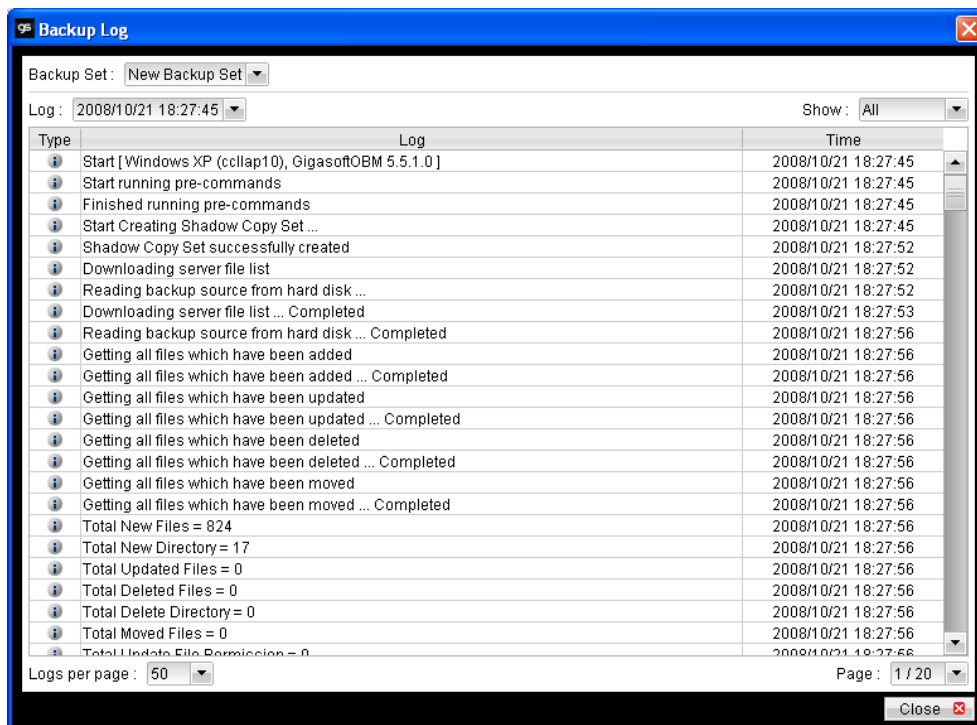 Backup Log
Backup Set : New Backup Set
Log : 2008/10/21 18:27:45 Show : All
Type Log Time
Start [ Windows XP (ccllap10), GigasoftOBM 5.5.1.0 ] 2008/10/21 18:27:45
Start running pre-commands 2008/10/21 18:27:45
Finished running pre-commands 2008/10/21 18:27:45
Start Creating Shadow Copy Set ... 2008/10/21 18:27:45
Shadow Copy Set successfully created 2008/10/21 18:27:52
Downloading server file list 2008/10/21 18:27:52
Reading backup source from hard disk ... 2008/10/21 18:27:52
Downloading server file list ... Completed 2008/10/21 18:27:53
Reading backup source from hard disk ... Completed 2008/10/21 18:27:56
Getting all files which have been added 2008/10/21 18:27:56
Getting all files which have been added ... Completed 2008/10/21 18:27:56
Getting all files which have been updated 2008/10/21 18:27:56
Getting all files which have been updated ... Completed 2008/10/21 18:27:56
Getting all files which have been deleted 2008/10/21 18:27:56
Getting all files which have been deleted ... Completed 2008/10/21 18:27:56
Getting all files which have been moved 2008/10/21 18:27:56
Getting all files which have been moved ... Completed 2008/10/21 18:27:56
Total New Files = 824 2008/10/21 18:27:56
Total New Directory = 17 2008/10/21 18:27:56
Total Updated Files = 0 2008/10/21 18:27:56
Total Deleted Files = 0 2008/10/21 18:27:56
Total Delete Directory = 0 2008/10/21 18:27:56
Total Moved Files = 0 2008/10/21 18:27:56
Total Update File Permission = 0 2008/10/21 18:27:56
Logs per page : 50 Page : 1 / 20
Close